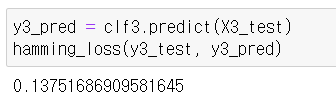 y3_pred = clf3.predict(X3_test)
hamming_loss(y3_test, y3_pred)
0.13751686909581645